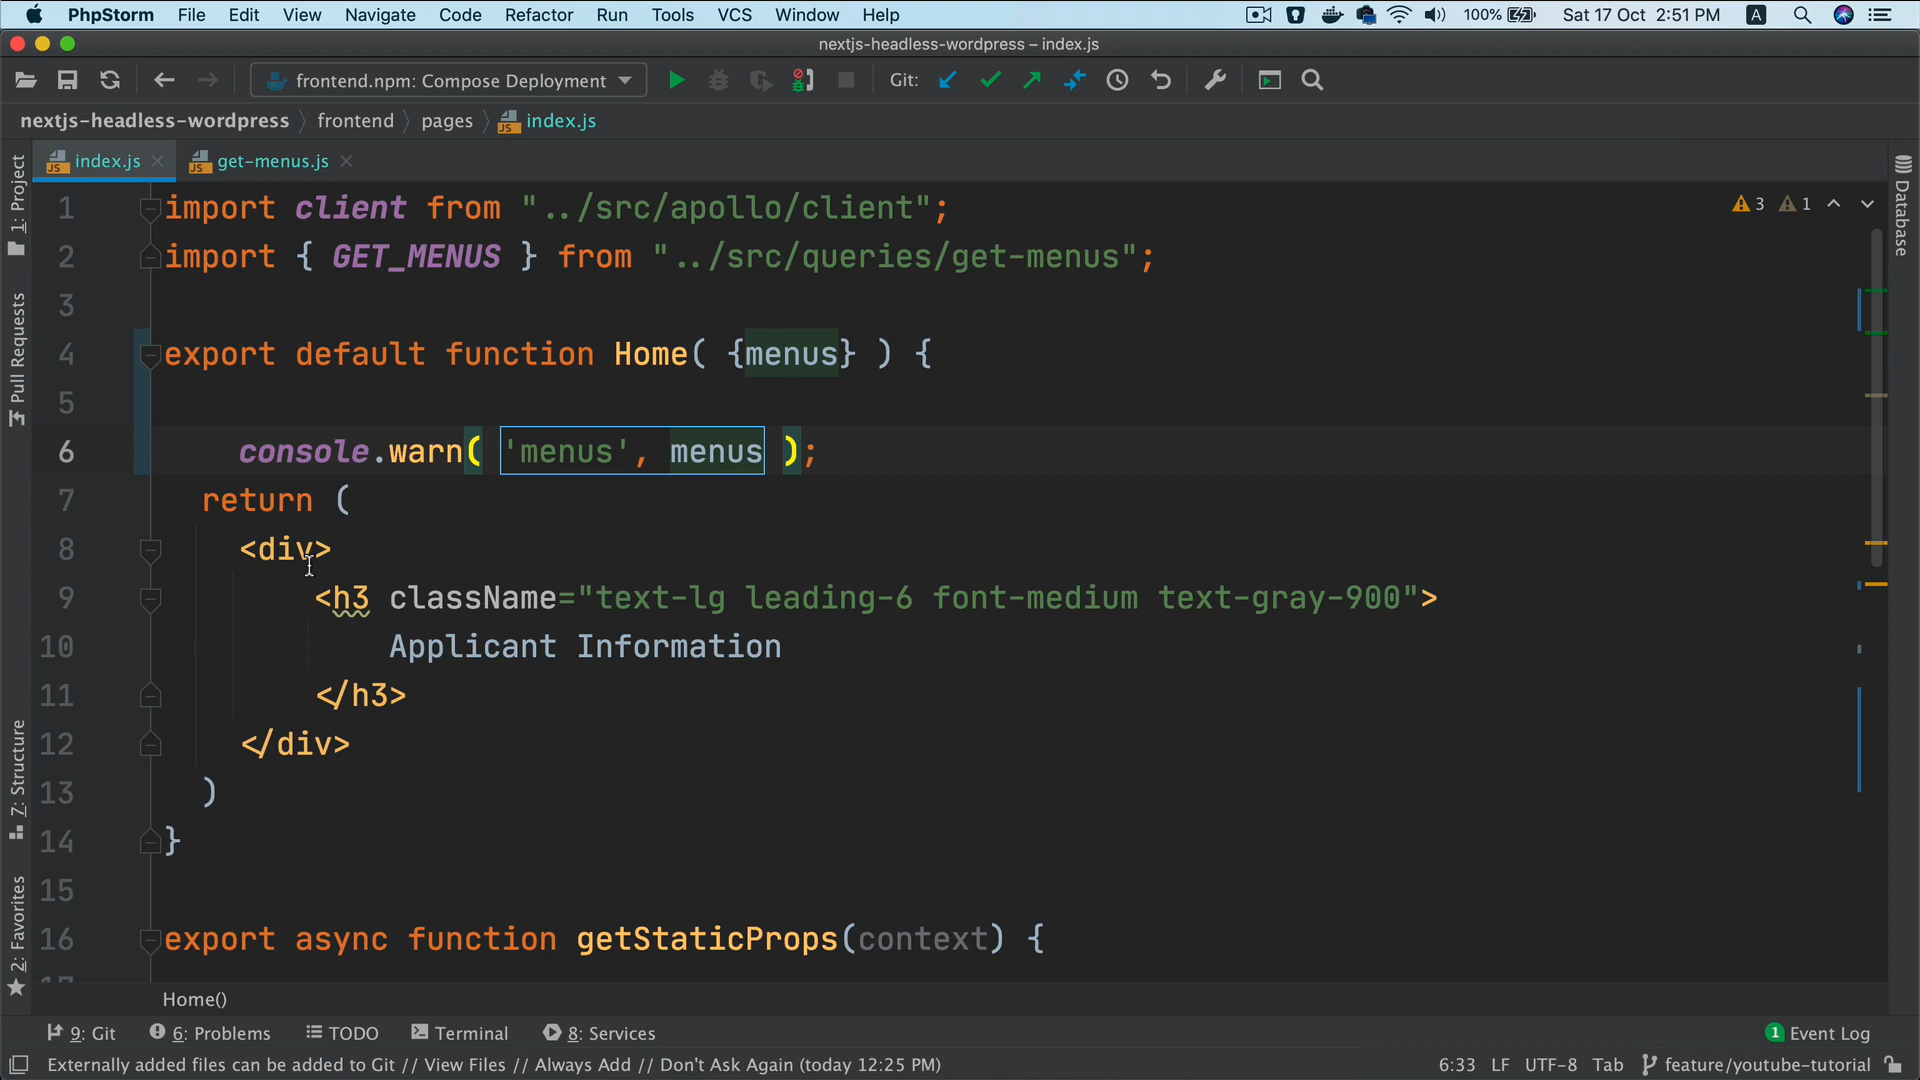 PhpStorm File Edit View Navigate Code Refactor Run Tools VCS Window Help 100% Sat 17 Oct 2:51 PM A
nextjs-headless-wordpress – index.js
frontend.npm: Compose Deployment Git:
nextjs-headless-wordpress frontend pages index.js
index.js get-menus.js
1: Project
Pull Requests
7: Structure
2: Favorites
Database
3 1
1 import client from "../src/apollo/client";
2 import { GET_MENUS } from "../src/queries/get-menus";
3
4 export default function Home( {menus} ) {
5
6 console.warn( 'menus', menus );
7 return (
8 <div>
9 <h3 className="text-lg leading-6 font-medium text-gray-900">
10 Applicant Information
11 </h3>
12 </div>
13 )
14 }
15
16 export async function getStaticProps(context) {
Home()
9: Git 6: Problems TODO Terminal 8: Services 1 Event Log
Externally added files can be added to Git // View Files // Always Add // Don't Ask Again (today 12:25 PM) 6:33 LF UTF-8 Tab feature/youtube-tutorial